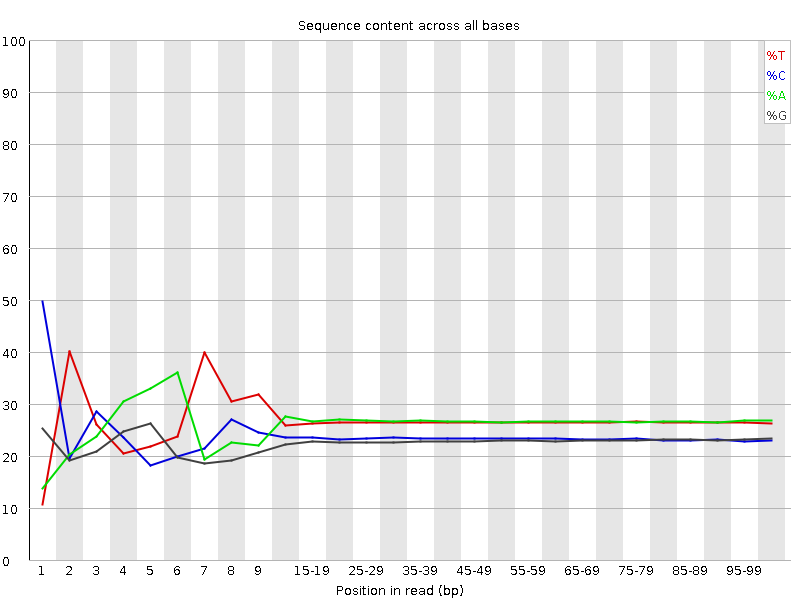 Sequence content across all bases
%T
%C
%A
%G
100
90
80
70
60
50
40
30
20
10
0
1 2 3 4 5 6 7 8 9 15-19 25-29 35-39 45-49 55-59 65-69 75-79 85-89 95-99
Position in read (bp)